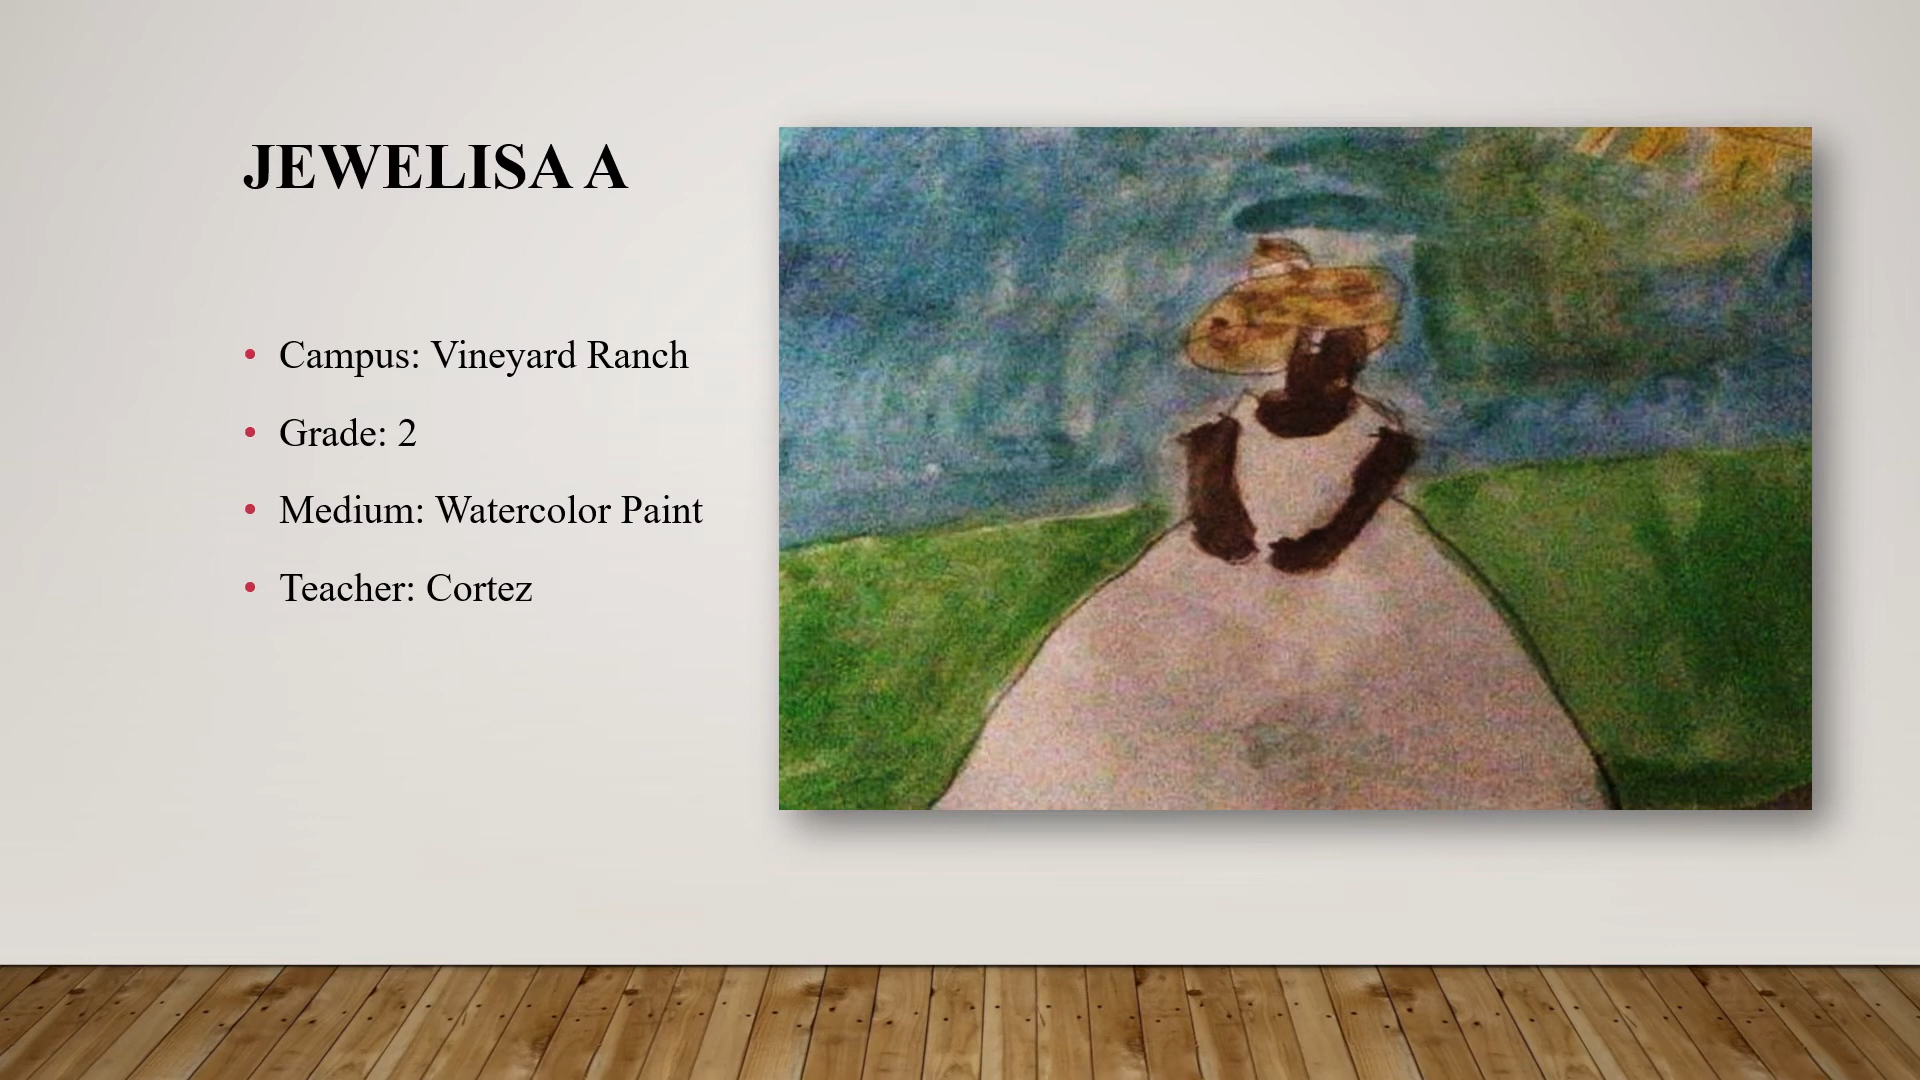 JEWELISA A
• Campus: Vineyard Ranch
• Grade: 2
• Medium: Watercolor Paint
• Teacher: Cortez